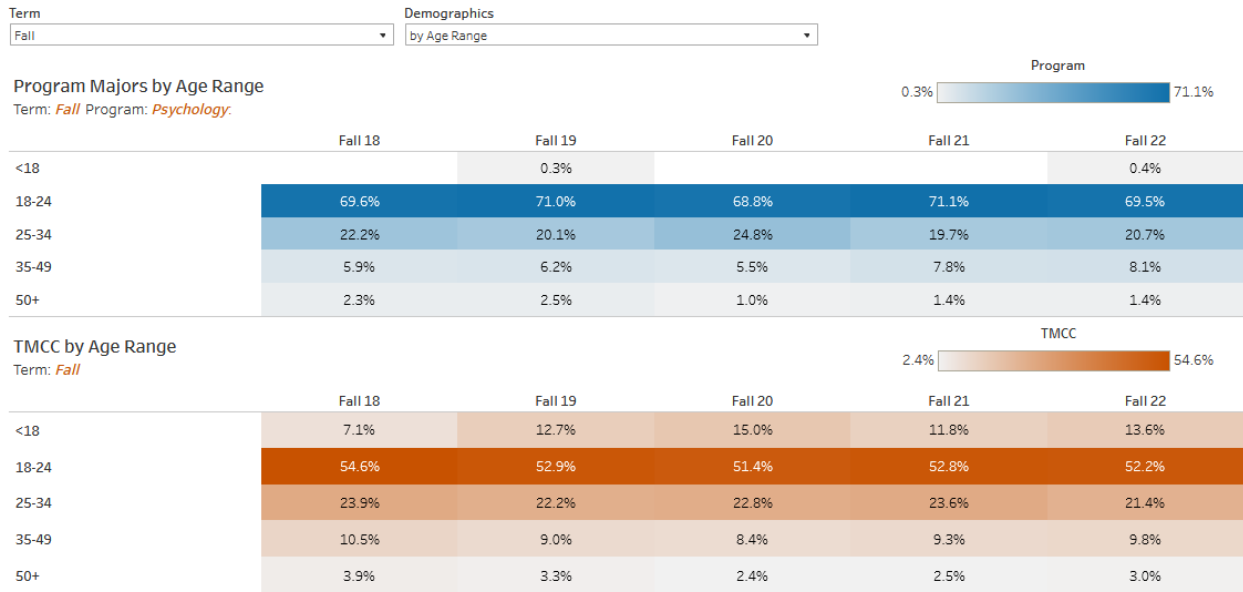 Term Demographics
Fall by Age Range
Program
Program Majors by Age Range
0.3% 71.1%
Term: Fall Program: Psychology:
Fall 18 Fall 19 Fall 20 Fall 21 Fall 22
<18 0.3% 0.4%
18-24 69.6% 71.0% 68.8% 71.1% 69.5%
25-34 22.2% 20.1% 24.8% 19.7% 20.7%
35-49 5.9% 6.2% 5.5% 7.8% 8.1%
50+ 2.3% 2.5% 1.0% 1.4% 1.4%
TMCC
TMCC by Age Range
2.4% 54.6%
Term: Fall
Fall 18 Fall 19 Fall 20 Fall 21 Fall 22
<18 7.1% 12.7% 15.0% 11.8% 13.6%
18-24 54.6% 52.9% 51.4% 52.8% 52.2%
25-34 23.9% 22.2% 22.8% 23.6% 21.4%
35-49 10.5% 9.0% 8.4% 9.3% 9.8%
50+ 3.9% 3.3% 2.4% 2.5% 3.0%